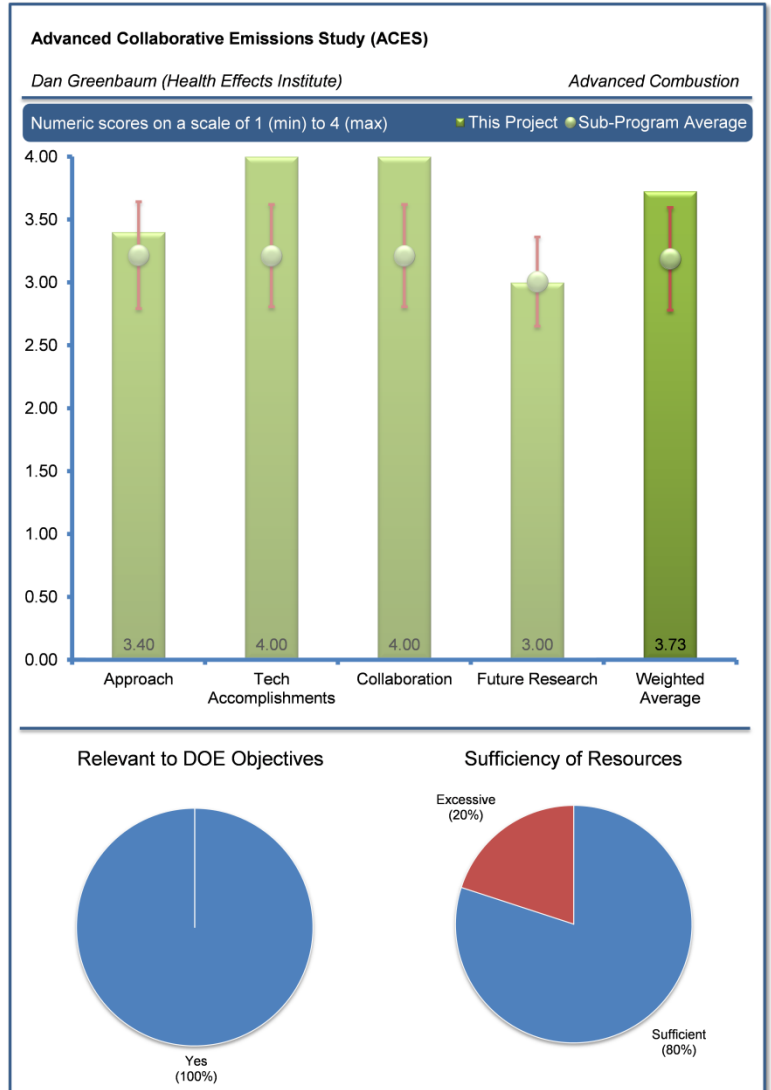 Advanced Collaborative Emissions Study (ACES)
Dan Greenbaum (Health Effects Institute) Advanced Combustion
Numeric scores on a scale of 1 (min) to 4 (max) This Project Sub-Program Average
4.00
3.50
3.00
2.50
2.00
1.50
1.00
0.50
0.00
3.40 4.00 4.00 3.00 3.73
Approach Tech Accomplishments Collaboration Future Research Weighted Average
Relevant to DOE Objectives Sufficiency of Resources
Excessive
(20%)
Sufficient
(80%)
Yes
(100%)